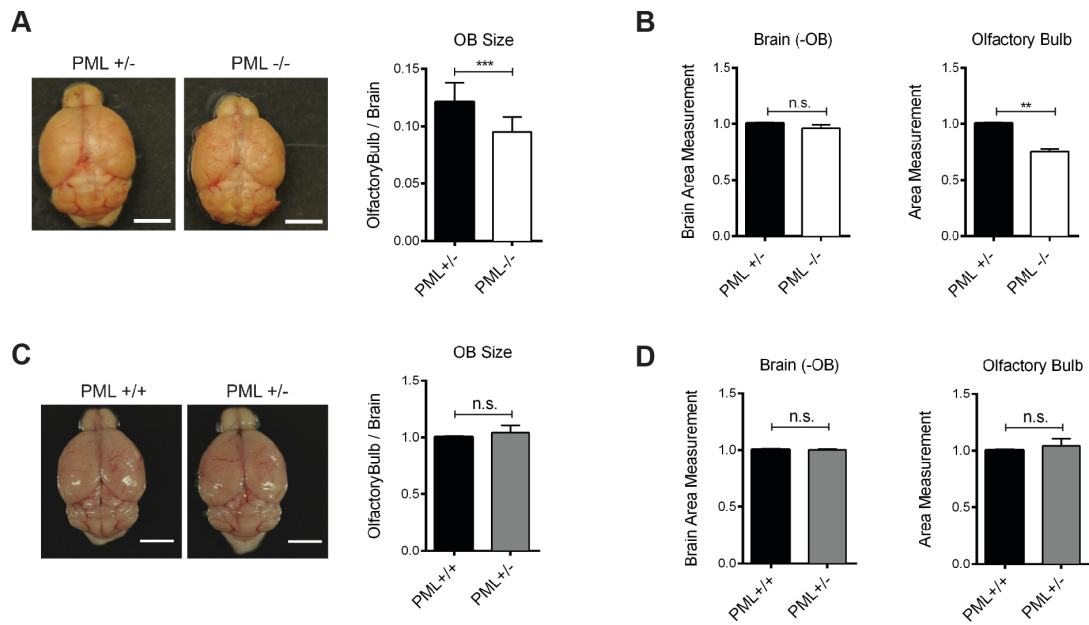 A
PML +/-
PML -/-
OB Size
OlfactoryBulb / Brain
0.15
0.10
0.05
0.00
***
PML+/-
PML-/-
B
Brain (-OB)
Brain Area Measurement
1.5
1.0
0.5
0.0
n.s.
PML +/-
PML -/-
Olfactory Bulb
Area Measurement
1.5
1.0
0.5
0.0
**
PML +/-
PML -/-
C
PML +/+
PML +/-
OB Size
OlfactoryBulb / Brain
1.5
1.0
0.5
0.0
n.s.
PML+/+
PML+/-
D
Brain (-OB)
Brain Area Measurement
1.5
1.0
0.5
0.0
n.s.
PML+/+
PML+/-
Olfactory Bulb
Area Measurement
1.5
1.0
0.5
0.0
n.s.
PML+/+
PML+/-